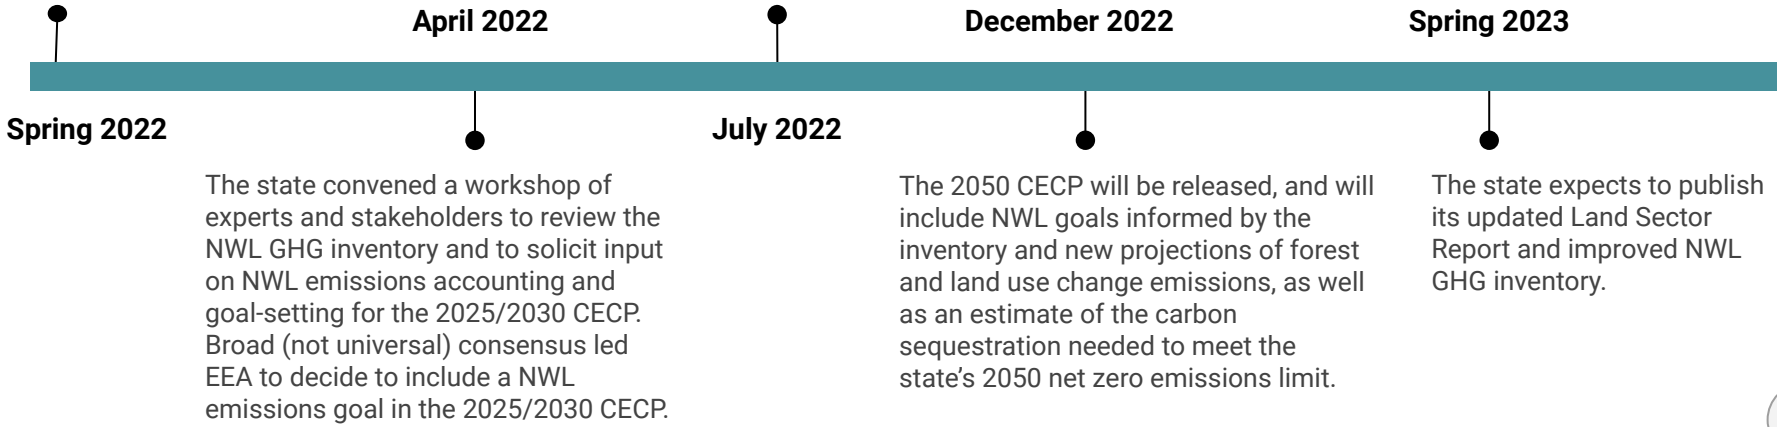 April 2022
December 2022
Spring 2023
Spring 2022
July 2022
The state convened a workshop of
experts and stakeholders to review the
NWL GHG inventory and to solicit input
on NWL emissions accounting and
goal-setting for the 2025/2030 CECP.
Broad (not universal) consensus led
EEA to decide to include a NWL
emissions goal in the 2025/2030 CECP.
The 2050 CECP will be released, and will
include NWL goals informed by the
inventory and new projections of forest
and land use change emissions, as well
as an estimate of the carbon
sequestration needed to meet the
state's 2050 net zero emissions limit.
The state expects to publish
its updated Land Sector
Report and improved NWL
GHG inventory.